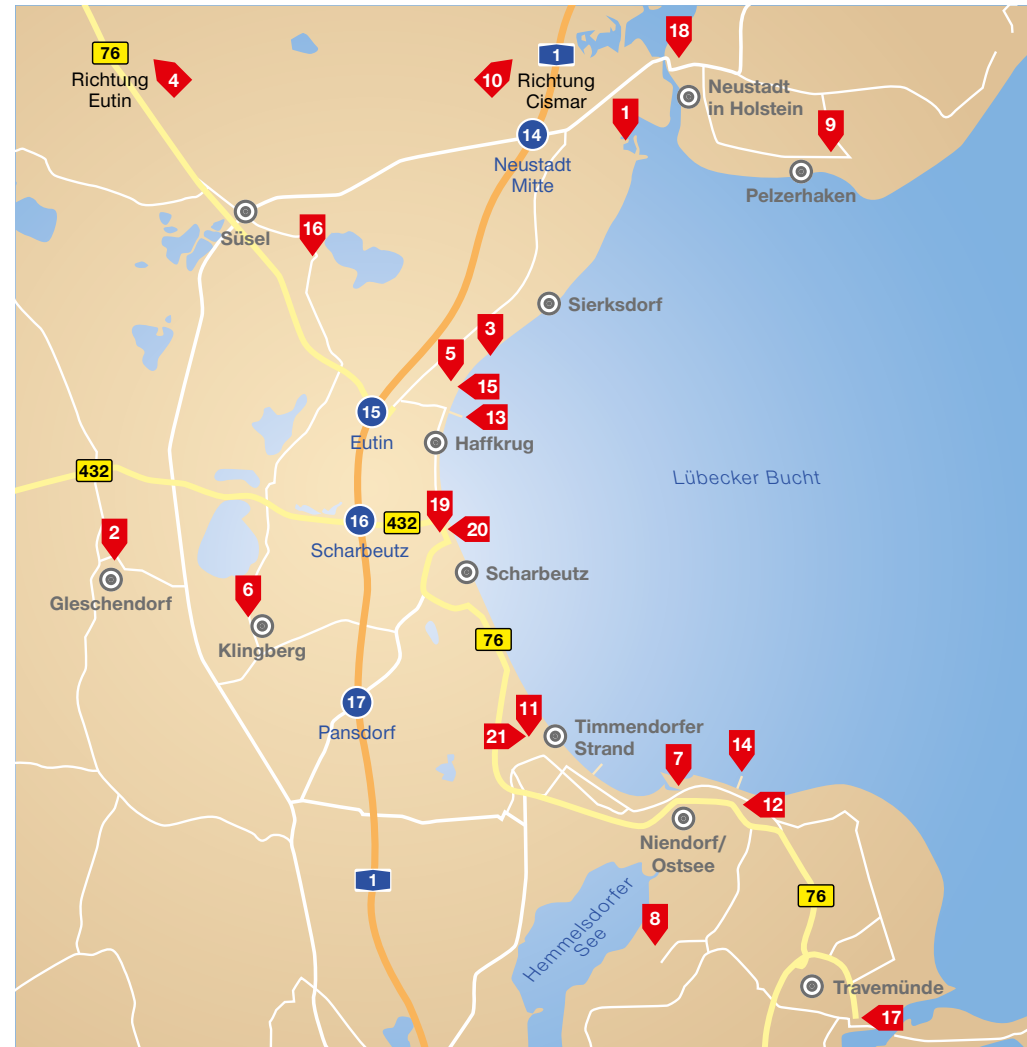 76
Richtung
Eutin
4
1
10
Richtung
Cismar
18
Neustadt
in Holstein
1
9
14
Neustadt
Mitte
Pelzerhaken
Süsel
16
Sierksdorf
3
5
15
15
13
Eutin
Haffkrug
432
Lübecker Bucht
19
16
432
20
Scharbeutz
2
Scharbeutz
Gleschendorf
6
Klingberg
76
17
Pansdorf
11
21
Timmendorfer
Strand
7
14
12
Niendorf/
Ostsee
1
76
Hemmelsdorfer
See
8
Travemünde
17